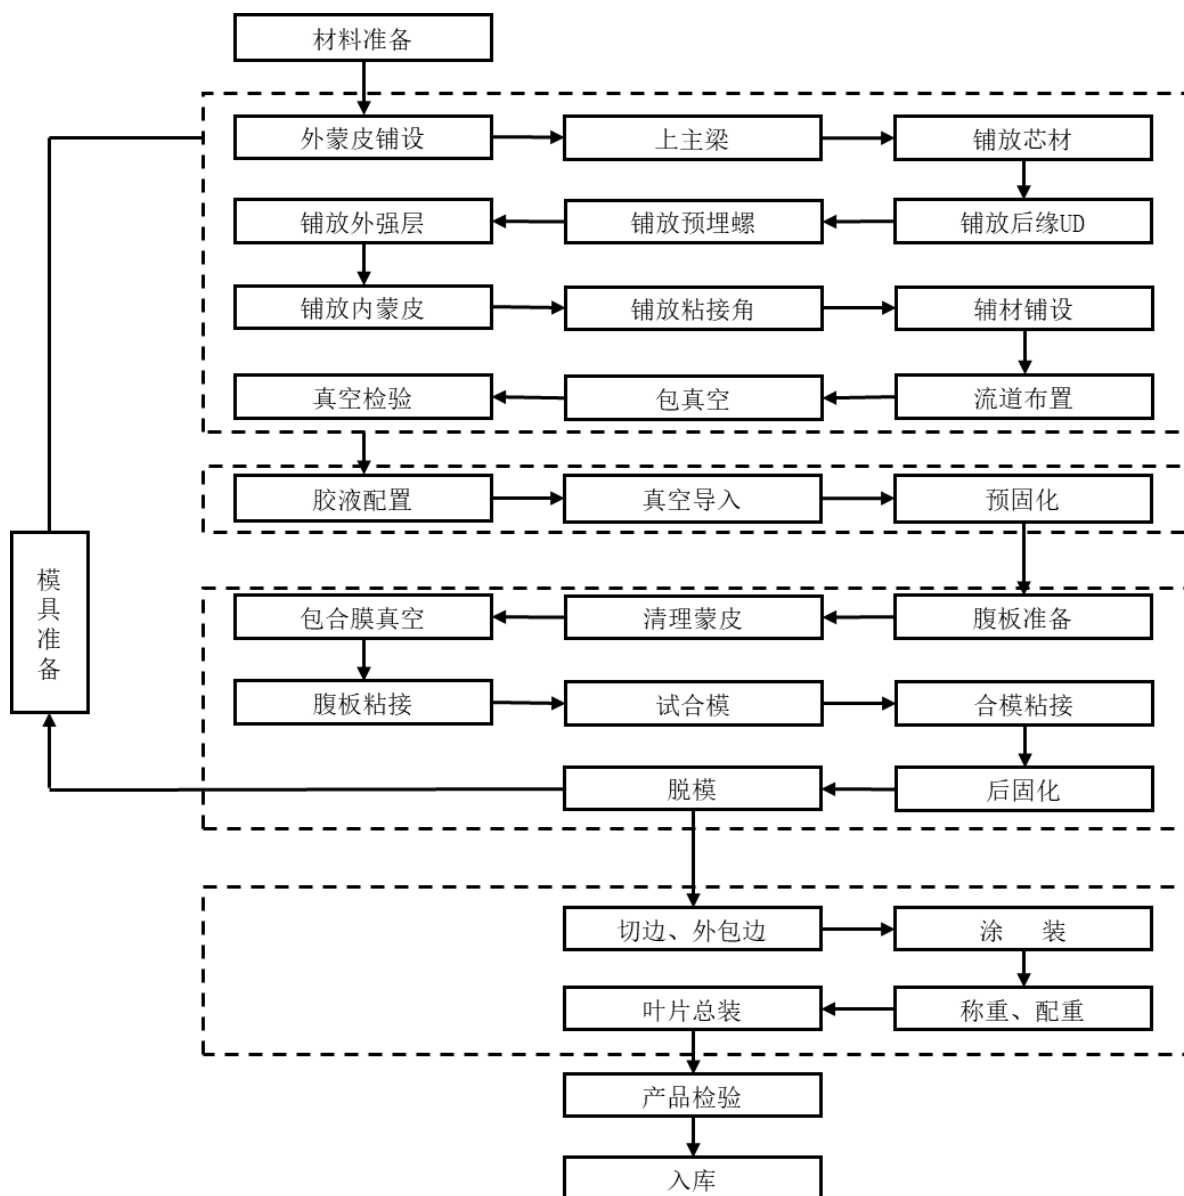 材料准备
外蒙皮铺设
上主梁
铺放芯材
铺放外强层
铺放预埋螺
铺放后缘UD
铺放内蒙皮
铺放粘接角
辅材铺设
真空检验
包真空
流道布置
胶液配置
真空导入
预固化
模具准备
包合膜真空
清理蒙皮
腹板准备
腹板粘接
试合模
合模粘接
脱模
后固化
切边、外包边
涂 装
叶片总装
称重、配重
产品检验
入库